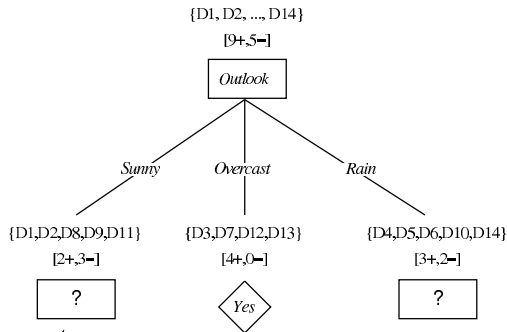 {D1, D2, ..., D14}
[9+,5−]
Outlook
Sunny Overcast Rain
{D1,D2,D8,D9,D11} {D3,D7,D12,D13} {D4,D5,D6,D10,D14}
[2+,3−] [4+,0−] [3+,2−]
? Yes ?